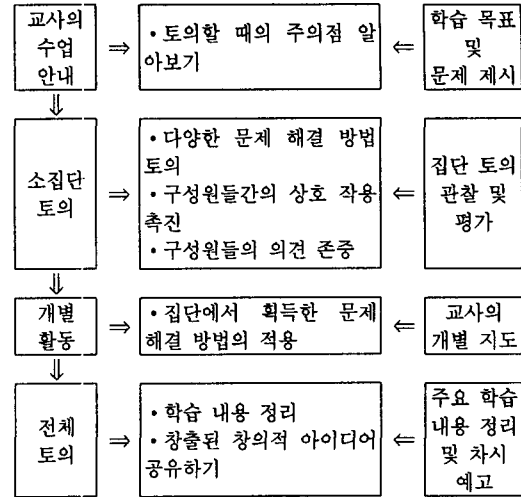 교사의
수업
안내
⇒
• 토의할 때의 주의점 알
아보기
⇐
학습 목표
및
문제 제시
⇓
소집단
토의
⇒
• 다양한 문제 해결 방법
토의
• 구성원들간의 상호 작용
촉진
• 구성원들의 의견 존중
⇐
집단 토의
관찰 및
평가
⇓
개별
활동
⇒
• 집단에서 획득한 문제
해결 방법의 적용
⇐
교사의
개별 지도
⇓
전체
토의
⇒
• 학습 내용 정리
• 창출된 창의적 아이디어
공유하기
⇐
주요 학습
내용 정리
및 차시
예고